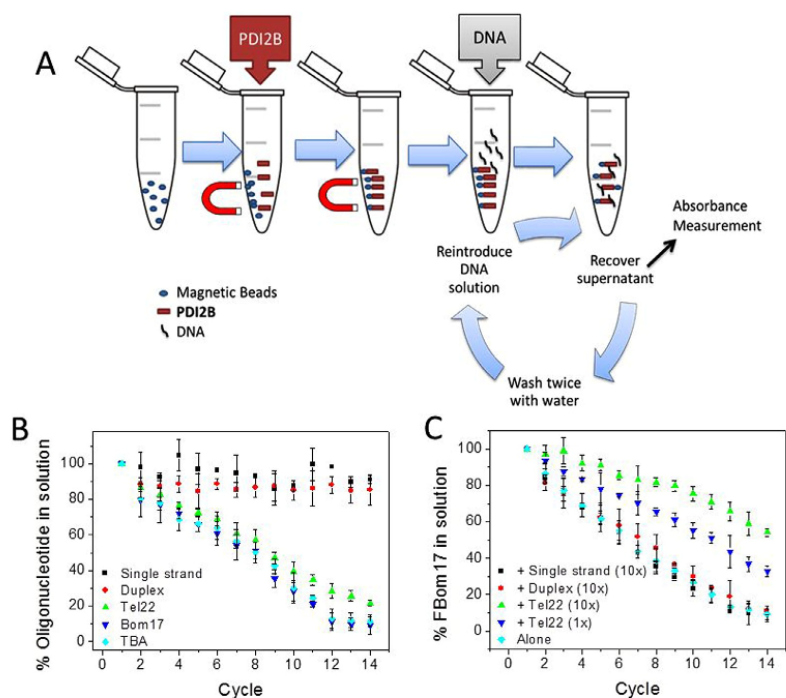 A
PDI2B
DNA
Reintroduce
DNA
solution
Recover
supernatant
Absorbance
Measurement
Magnetic Beads
PDI2B
DNA
Wash twice
with water
B
% Oligonucleotide in solution
100
80
60
40
20
0
Single strand
Duplex
Tel22
Bom17
TBA
0 2 4 6 8 10 12 14
Cycle
C
% FBom17 in solution
100
80
60
40
20
0
+ Single strand (10x)
+ Duplex (10x)
+ Tel22 (10x)
+ Tel22 (1x)
Alone
0 2 4 6 8 10 12 14
Cycle